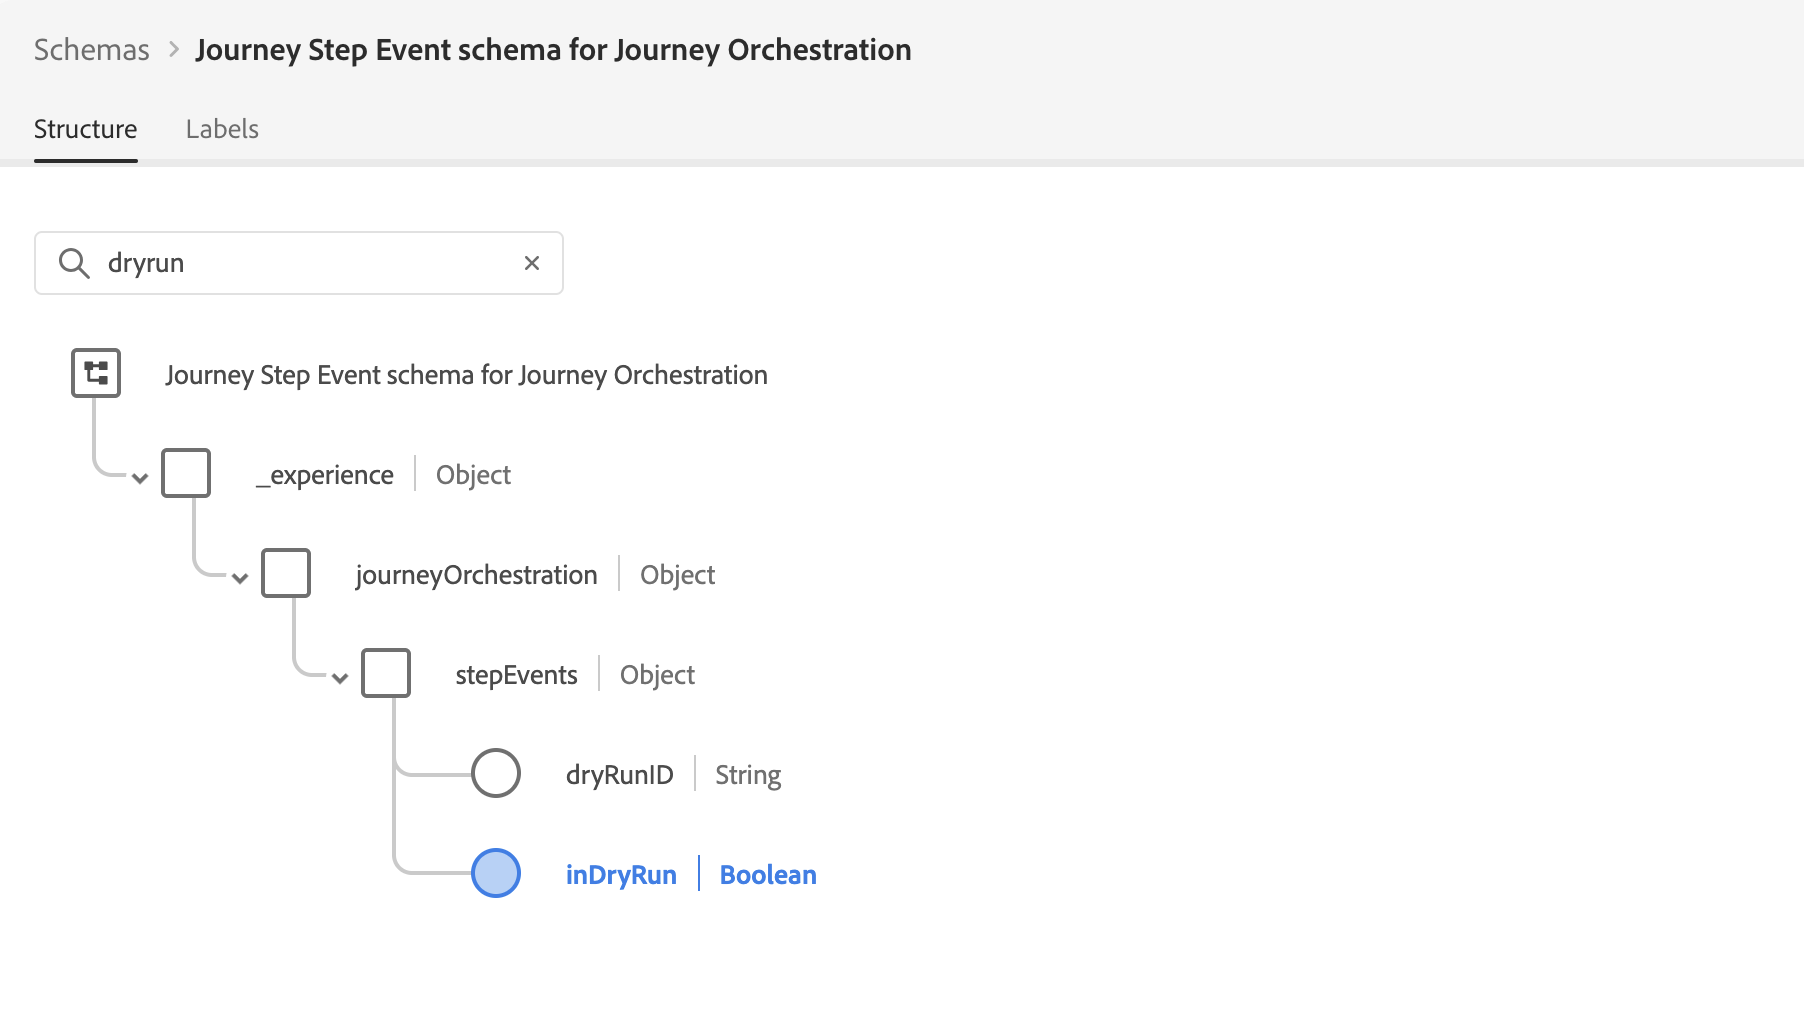 Schemas > Journey Step Event schema for Journey Orchestration
Structure Labels
dryrun
Journey Step Event schema for Journey Orchestration
_experience Object
journeyOrchestration Object
stepEvents Object
dryRunID String
inDryRun Boolean